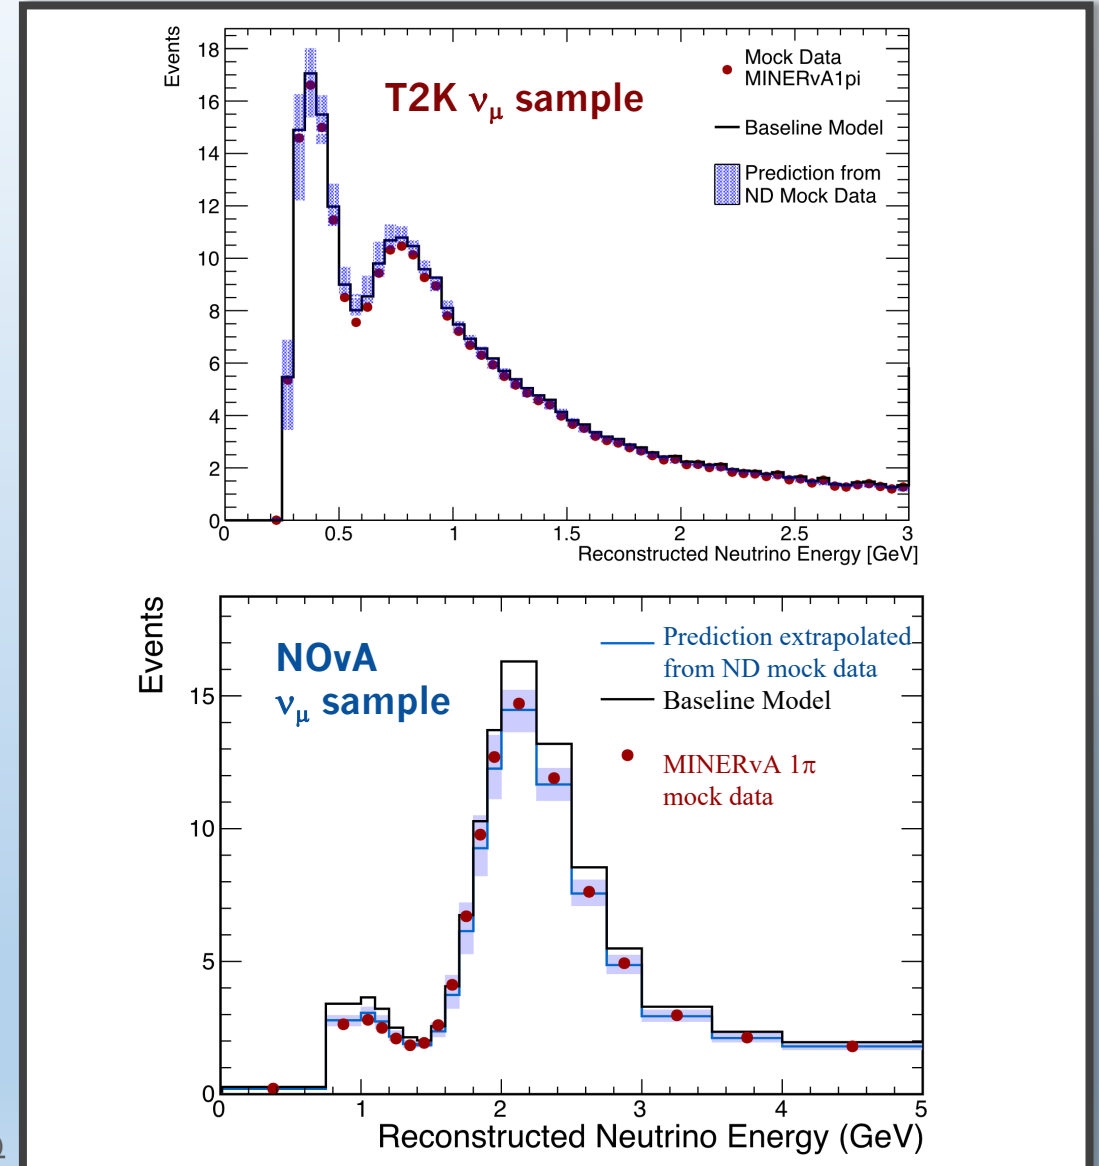 Events
18
16
14
12
10
8
6
4
2
0
T2K νμ sample
Mock Data
MINERvA1pi
Baseline Model
Prediction from
ND Mock Data
0 0.5 1 1.5 2 2.5 3
Reconstructed Neutrino Energy [GeV]
Events
15
10
5
0
NOvA
νμ sample
Prediction extrapolated
from ND mock data
Baseline Model
MINERvA 1π
mock data
0 1 2 3 4 5
Reconstructed Neutrino Energy (GeV)